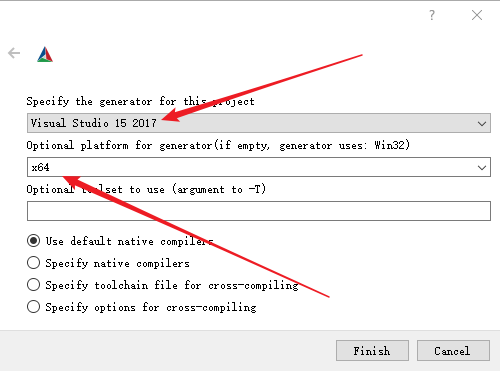 ?
Specify the generator for this project
Visual Studio 15 2017
Optional platform for generator(if empty, generator uses: Win32)
x64
Optional toolset to use (argument to -T)
Use default native compilers
Specify native compilers
Specify toolchain file for cross-compiling
Specify options for cross-compiling
Finish Cancel